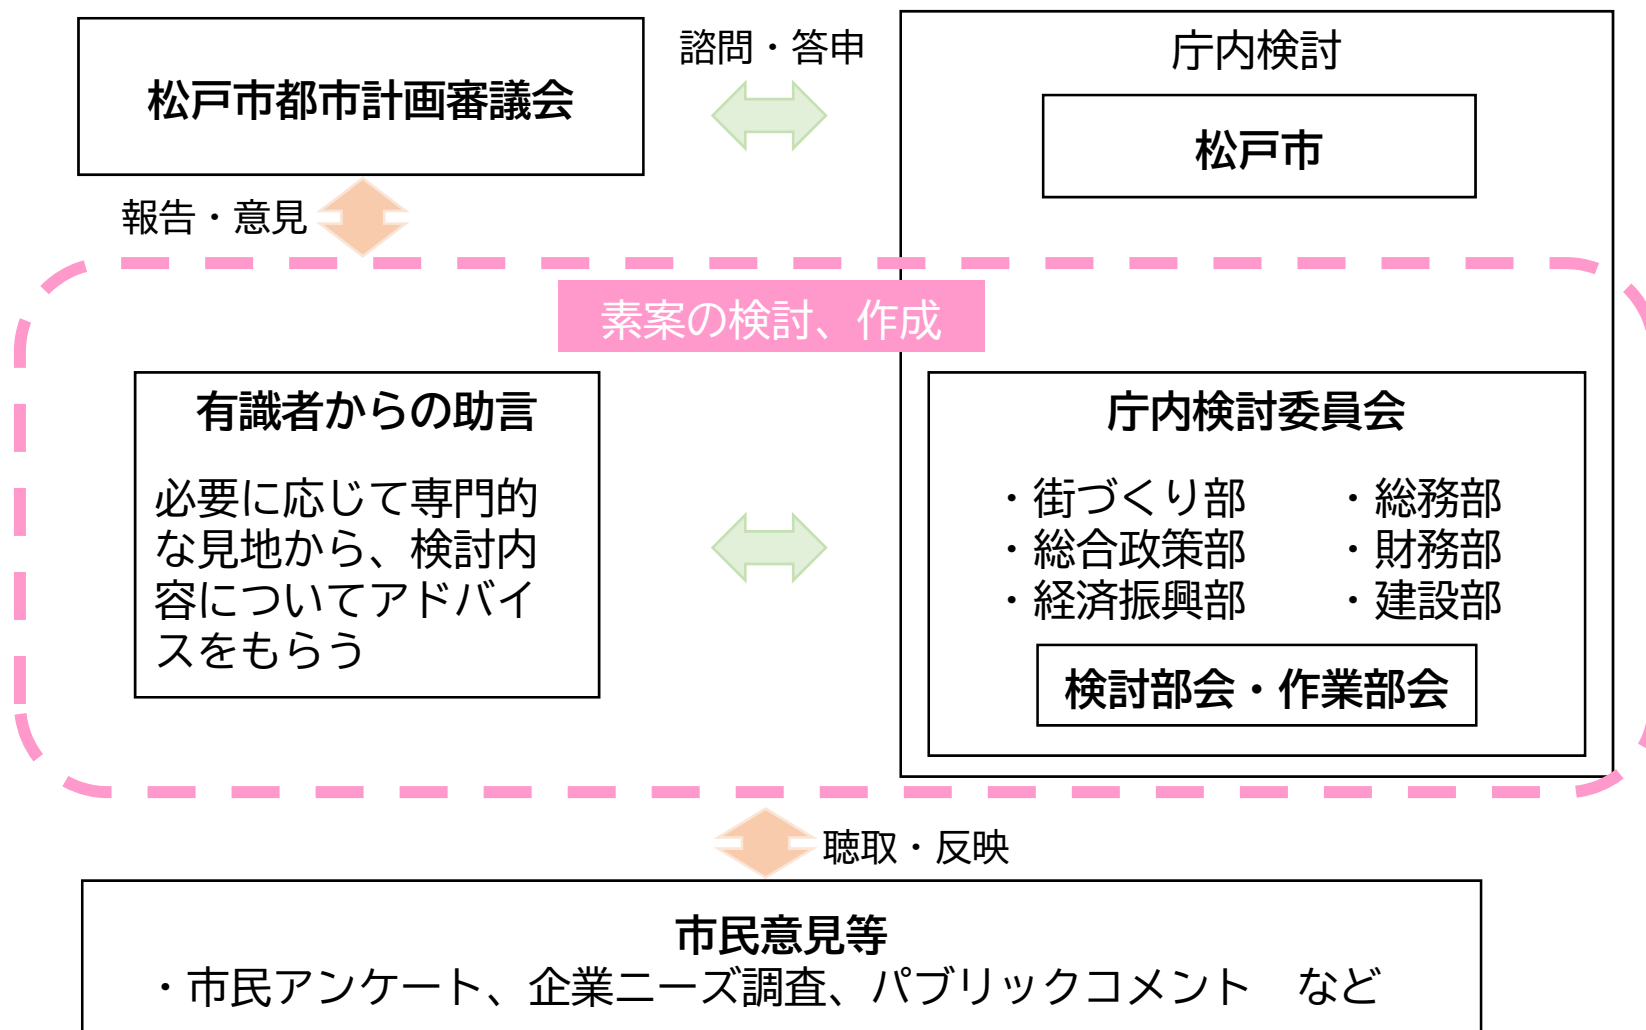 諮問・答申
庁内検討
松戸市都市計画審議会
松戸市
報告・意見
素案の検討、作成
有識者からの助言
必要に応じて専門的
な見地から、検討内
容についてアドバイ
スをもらう
庁内検討委員会
・街づくり部　　・総務部
・総合政策部　　・財務部
・経済振興部　　・建設部
検討部会・作業部会
聴取・反映
市民意見等
・市民アンケート、企業ニーズ調査、パブリックコメント　など